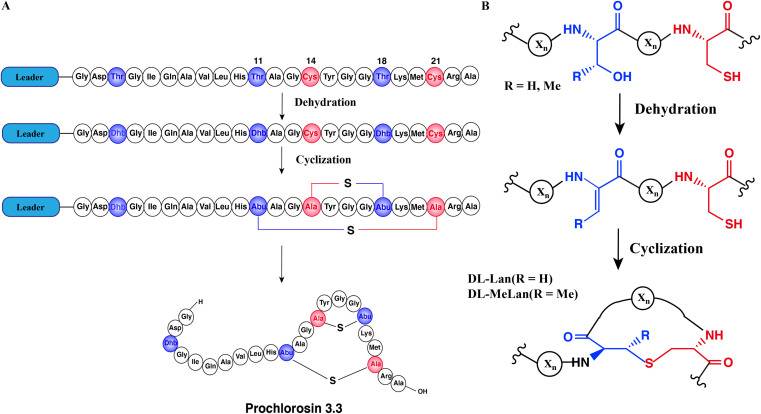 A
11 14 18 21
Leader Gly Asp Thr Gly Ile Gln Ala Val Leu His Thr Ala Gly Cys Tyr Gly Gly Thr Lys Met Cys Arg Ala
Dehydration
Leader Gly Asp Dhb Gly Ile Gln Ala Val Leu His Dhb Ala Gly Cys Tyr Gly Gly Dhb Lys Met Cys Arg Ala
Cyclization
S
Leader Gly Asp Dhb Gly Ile Gln Ala Val Leu His Abu Ala Gly Ala Tyr Gly Gly Abu Lys Met Ala Arg Ala
S
H Gly Asp Dhb Gly Ile Gln Ala Val Leu His Abu Ala Gly Ala Tyr Gly Gly Abu Lys Met Ala Arg Ala OH
S
S
Prochlorosin 3.3
B
O O
Xn HN Xn HN
R OH SH
R = H, Me
Dehydration
O O
Xn HN Xn HN
R SH
Cyclization
DL-Lan(R = H)
DL-MeLan(R = Me)
Xn
O R NH
Xn HN S O